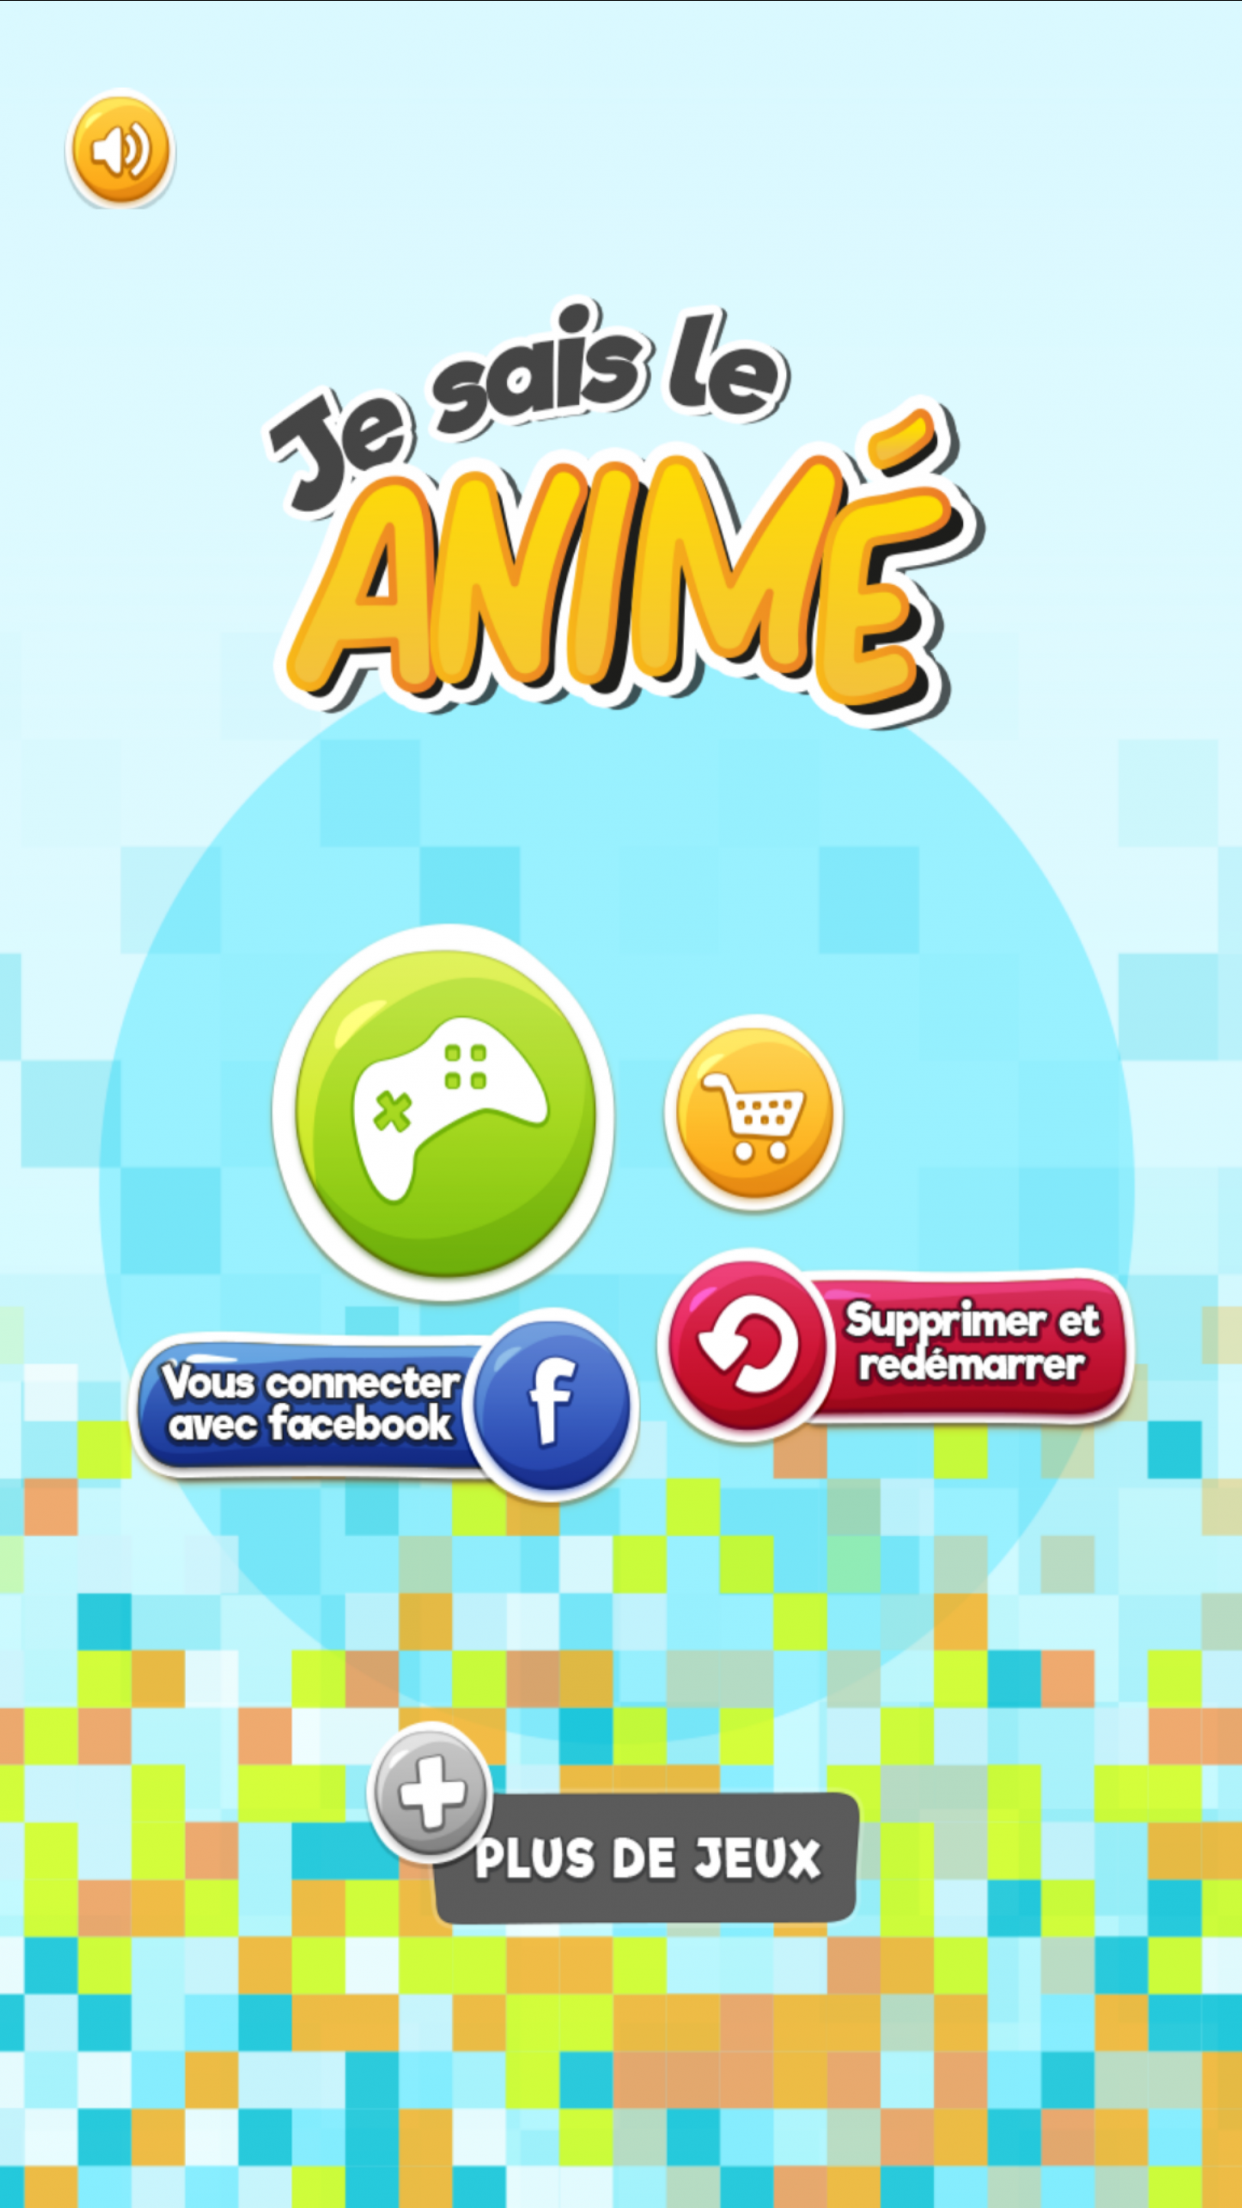 Je sais le
ANIMÉ
Supprimer et
redémarrer
Vous connecter
avec facebook
f
PLUS DE JEUX